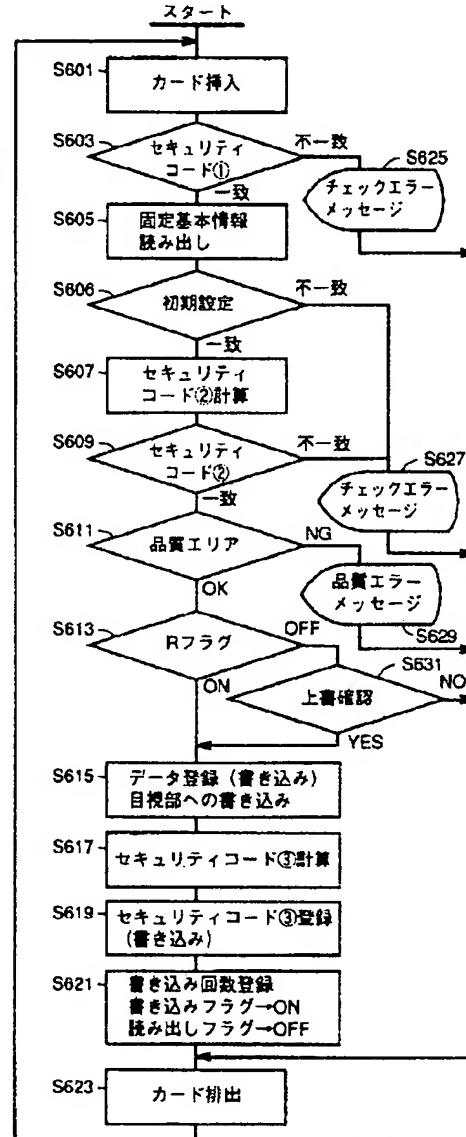 スタート
S601
カード挿入
S603
セキュリティ
コード①
不一致
一致
S625
チェックエラー
メッセージ
S605
固定基本情報
読み出し
S606
初期設定
不一致
一致
S607
セキュリティ
コード②計算
S609
セキュリティ
コード②
不一致
一致
S627
チェックエラー
メッセージ
S611
品質エリア
NG
OK
品質エラー
メッセージ
S629
S613
Rフラグ
OFF
ON
S631
上書確認
NO
YES
S615
データ登録（書き込み）
目視部への書き込み
S617
セキュリティコード③計算
S619
セキュリティコード③登録
(書き込み)
S621
書き込み回数登録
書き込みフラグ→ON
読み出しフラグ→OFF
S623
カード排出